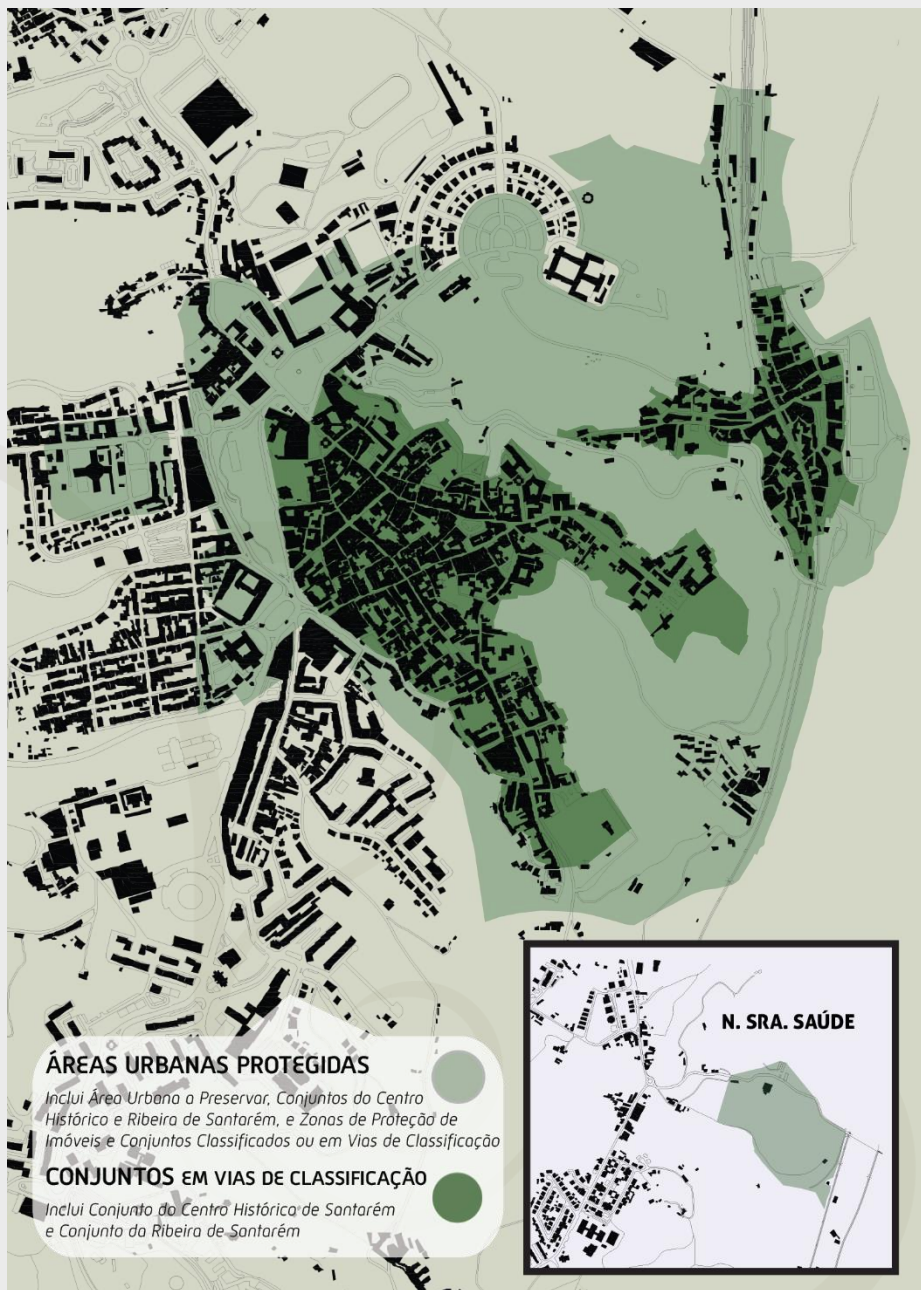 N. SRA. SAÚDE
ÁREAS URBANAS PROTEGIDAS
Inclui Área Urbana a Preservar, Conjuntos do Centro
Histórico e Ribeira de Santarém, e Zonas de Proteção de
Imóveis e Conjuntos Classificados ou em Vias de Classificação
CONJUNTOS EM VIAS DE CLASSIFICAÇÃO
Inclui Conjunto do Centro Histórico de Santarém
e Conjunto da Ribeira de Santarém